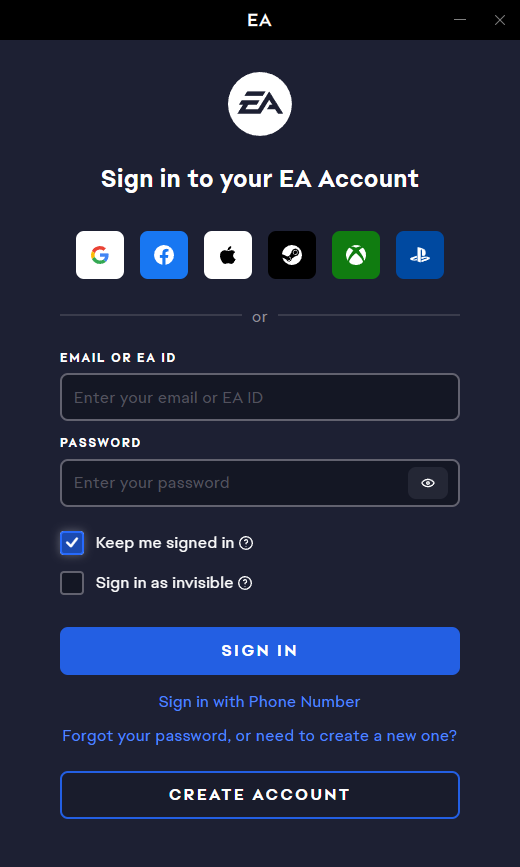 EA
EA
Sign in to your EA Account
G
or
EMAIL OR EA ID
Enter your email or EA ID
PASSWORD
Enter your password
Keep me signed in ?
Sign in as invisible ?
SIGN IN
Sign in with Phone Number
Forgot your password, or need to create a new one?
CREATE ACCOUNT